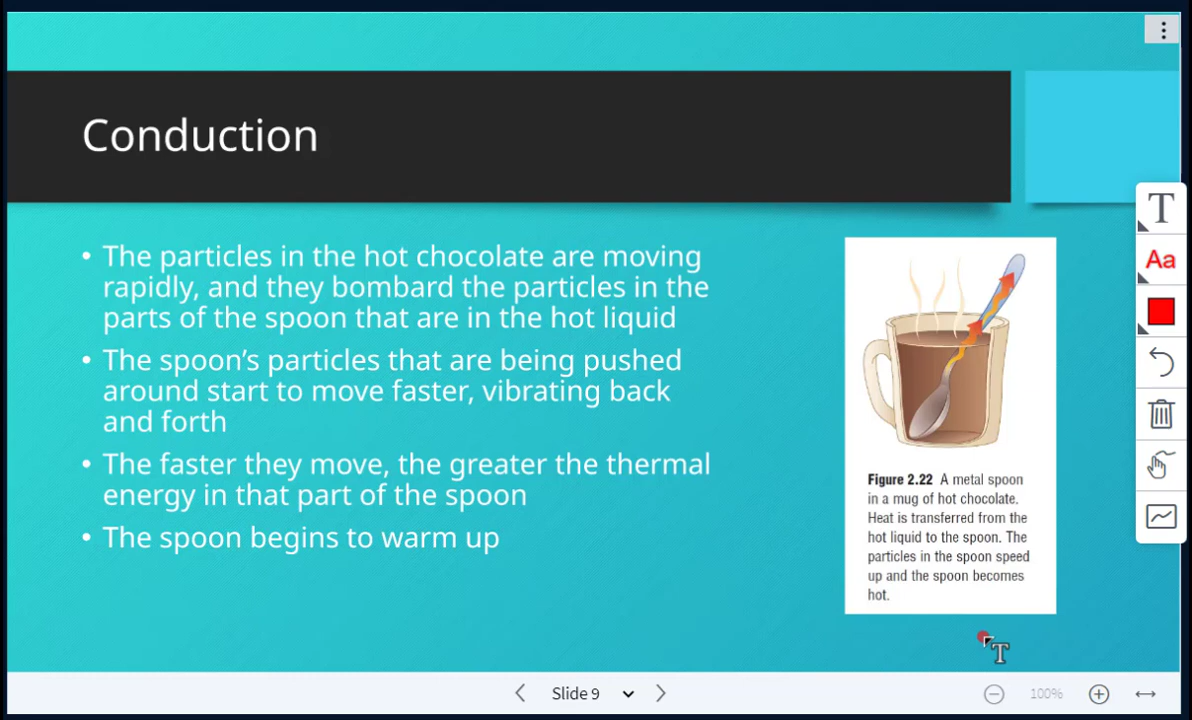 Conduction
• The particles in the hot chocolate are moving
rapidly, and they bombard the particles in the
parts of the spoon that are in the hot liquid
• The spoon’s particles that are being pushed
around start to move faster, vibrating back
and forth
• The faster they move, the greater the thermal
energy in that part of the spoon
• The spoon begins to warm up
Figure 2.22 A metal spoon
in a mug of hot chocolate.
Heat is transferred from the
hot liquid to the spoon. The
particles in the spoon speed
up and the spoon becomes
hot.
T
Aa
T
Slide 9
100%